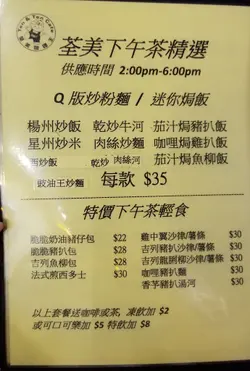 荃美下午茶精選
供應時間 2:00pm-6:00pm
Q 版炒粉麵 / 迷你焗飯
楊州炒飯 乾炒牛河 茄汁焗豬扒飯
星州炒米 肉絲炒麵 咖哩焗雞扒飯
西炒飯 乾炒肉絲河 茄汁焗魚柳飯
豉油王炒麵 每款 $35
特價下午茶輕食
脆脆奶油豬仔包 $22
脆脆豬扒包 $28
吉列魚柳包 $28
法式煎西多士 $30
雞中翼沙律/薯條 $30
吉列豬扒沙律/薯條 $30
吉列龍脷柳沙律/薯條 $30
咖哩豬扒麵 $30
香茅豬扒湯河 $30
以上套餐送咖啡或茶, 凍飲加 $2
或可口可樂加 $5 特飲加 $8